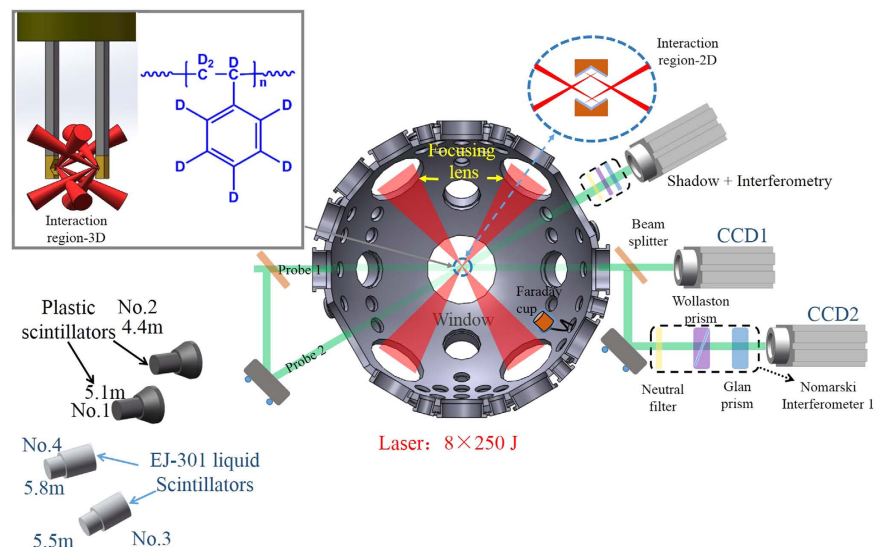 D₂ D
C C
n
D D
D D
D
Interaction
region-3D
Interaction
region-2D
Focusing
lens
Shadow + Interferometry
Beam
splitter
CCD1
Probe 1
Faraday
cup
Window
Wollaston
prism
CCD2
Probe 2
Neutral
filter
Glan
prism
Nomarski
Interferometer 1
Plastic
scintillators
No.2
4.4m
5.1m
No.1
Laser: 8×250 J
No.4
EJ-301 liquid
Scintillators
5.8m
5.5m
No.3